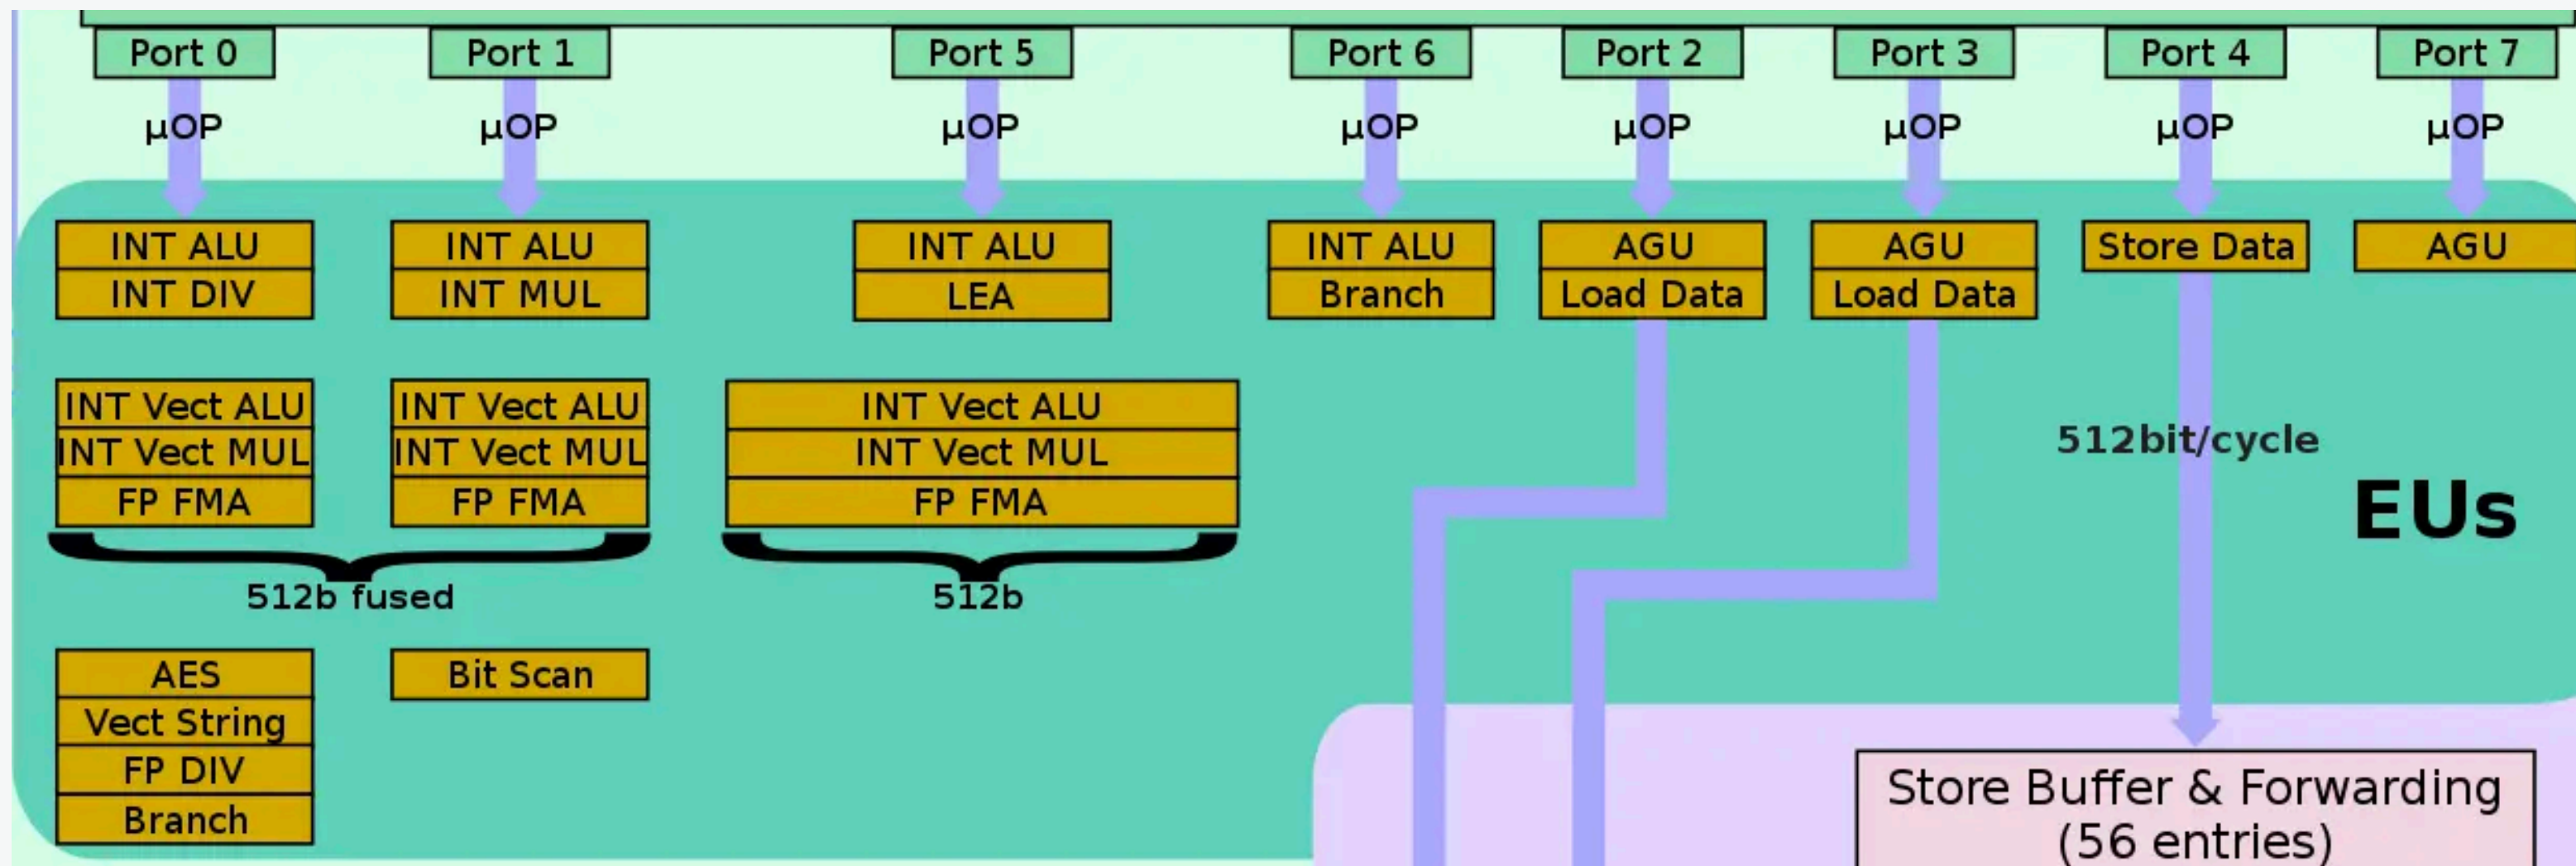 Port 0
Port 1
Port 5
Port 6
Port 2
Port 3
Port 4
Port 7
µOP
µOP
µOP
µOP
µOP
µOP
µOP
µOP
INT ALU
INT DIV
INT ALU
INT MUL
INT ALU
LEA
INT ALU
Branch
AGU
Load Data
AGU
Load Data
Store Data
AGU
INT Vect ALU
INT Vect MUL
FP FMA
INT Vect ALU
INT Vect MUL
FP FMA
INT Vect ALU
INT Vect MUL
FP FMA
512bit/cycle
EUs
512b fused
512b
AES
Vect String
FP DIV
Branch
Bit Scan
Store Buffer & Forwarding
(56 entries)